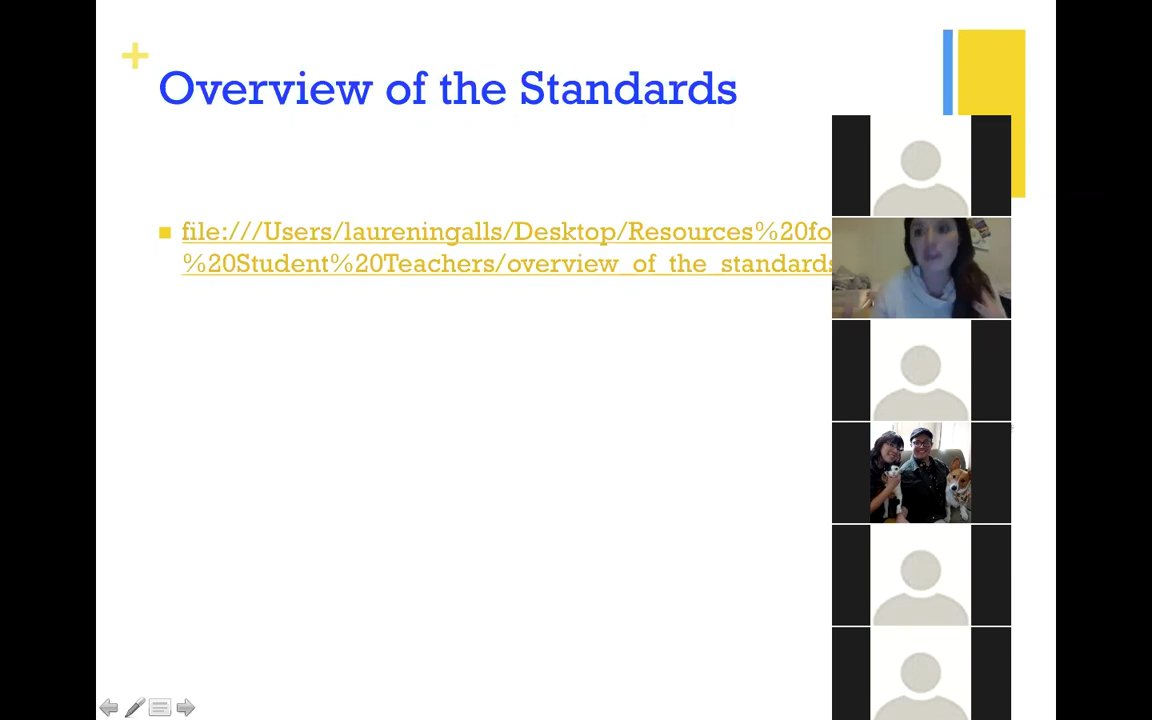 +
Overview of the Standards
file:///Users/laureningalls/Desktop/Resources%20fo
%20Student%20Teachers/overview_of_the_standards